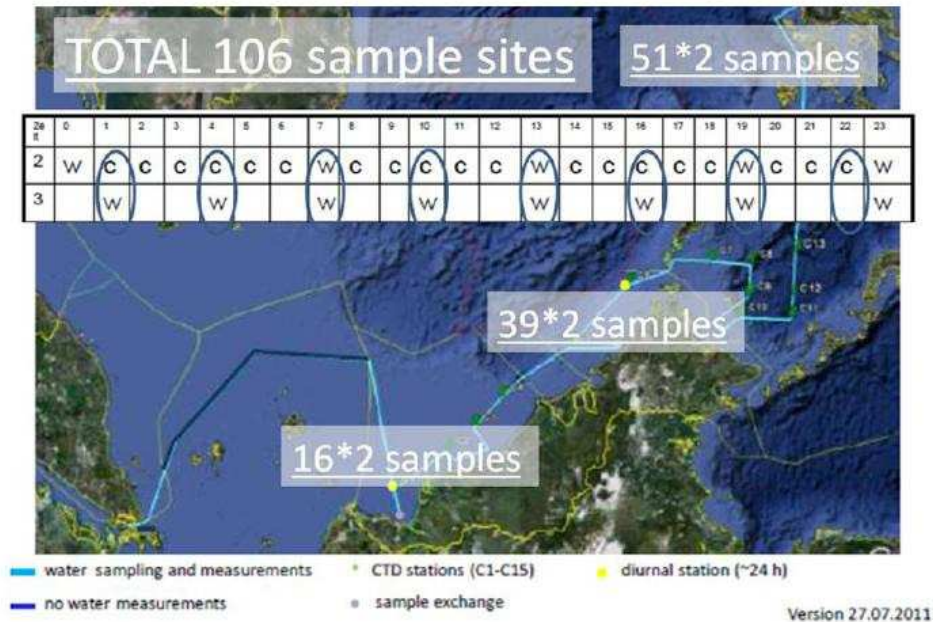 TOTAL 106 sample sites
51*2 samples
2e it 0 1 2 3 4 5 6 7 8 9 10 11 12 13 14 15 16 17 18 19 20 21 22 23
2 W C C C C C C W C C C C C W C C C C C W C C C W
3 W W W W W W W W
39*2 samples
16*2 samples
C13
C12
water sampling and measurements
CTD stations (C1-C15)
diurnal station (~24 h)
no water measurements
sample exchange
Version 27.07.2011